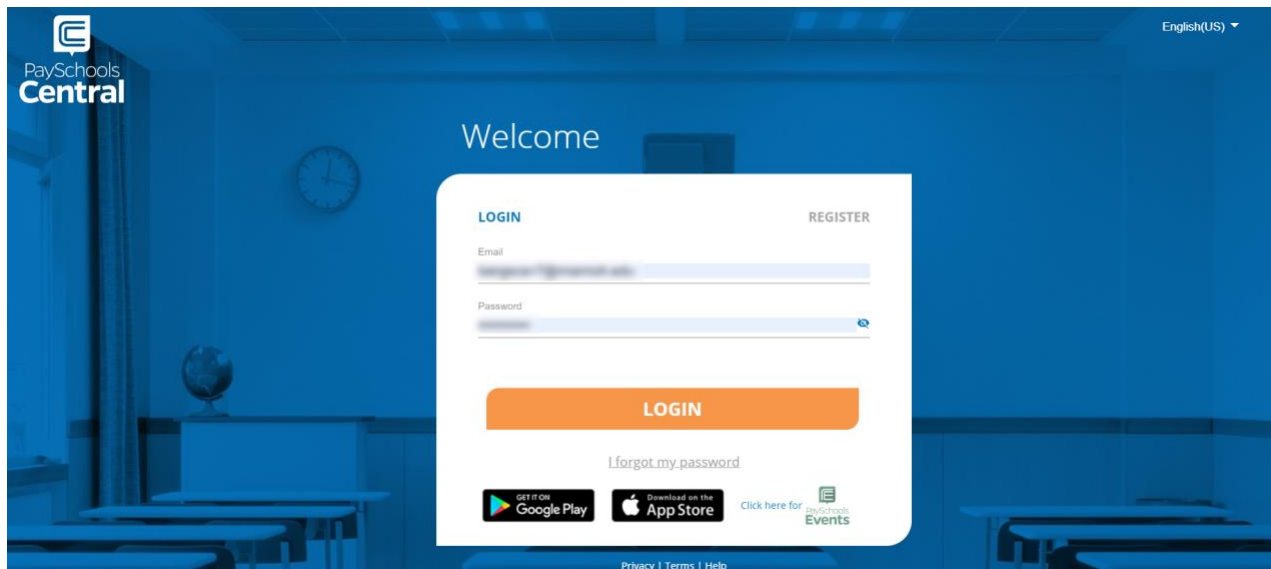 English(US)
PaySchools
Central
Welcome
LOGIN
REGISTER
Email
Password
LOGIN
I forgot my password
GET IT ON
Google Play
Download on the
App Store
Click here for
PaySchools
Events
Privacy | Terms | Help